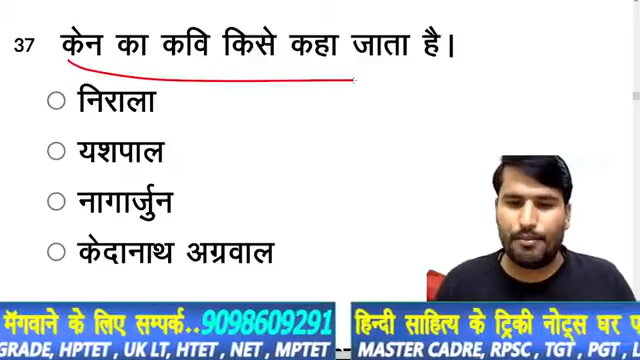 37 केन का कवि किसे कहा जाता है।
निराला
यशपाल
नागार्जुन
केदानाथ अग्रवाल
मॅगवाने के लिए सम्पर्क..9098609291
हिन्दी साहित्य के ट्रिकी नोट्स घर
GRADE, HPTET , UK LT, HTET , NET , MPTET
MASTER CADRE, RPSC , TGT , PGT